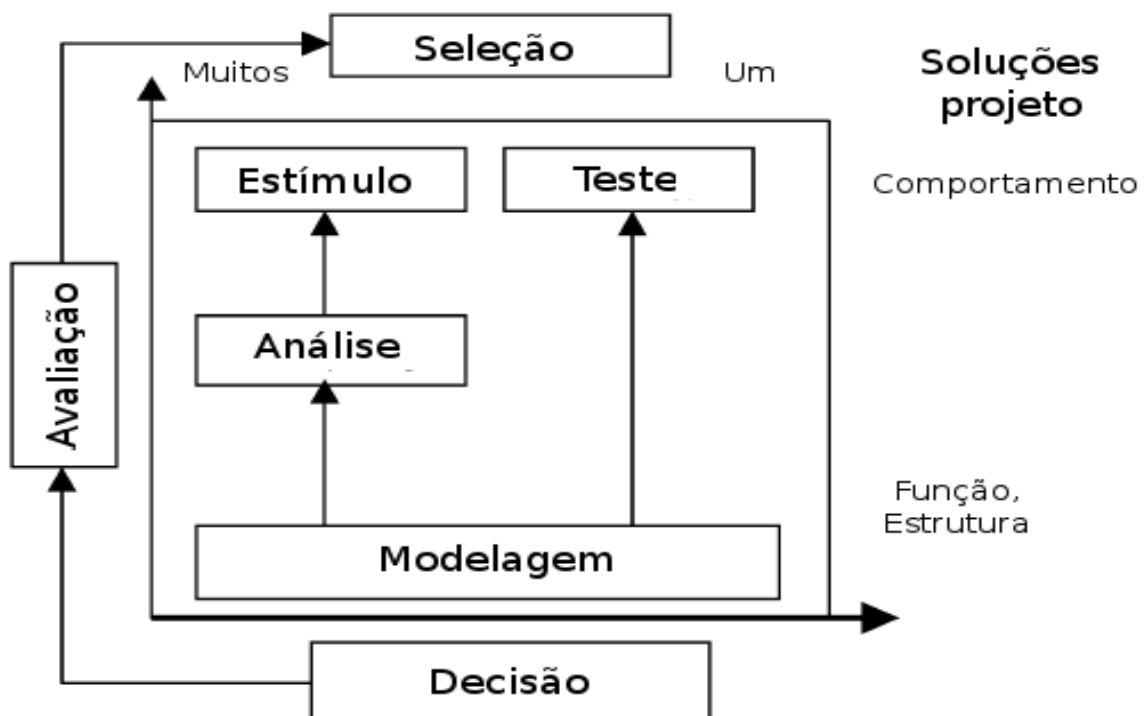 Seleção
Muitos
Um
Soluções
projeto
Estímulo
Teste
Comportamento
Avaliação
Análise
Função,
Estrutura
Modelagem
Decisão